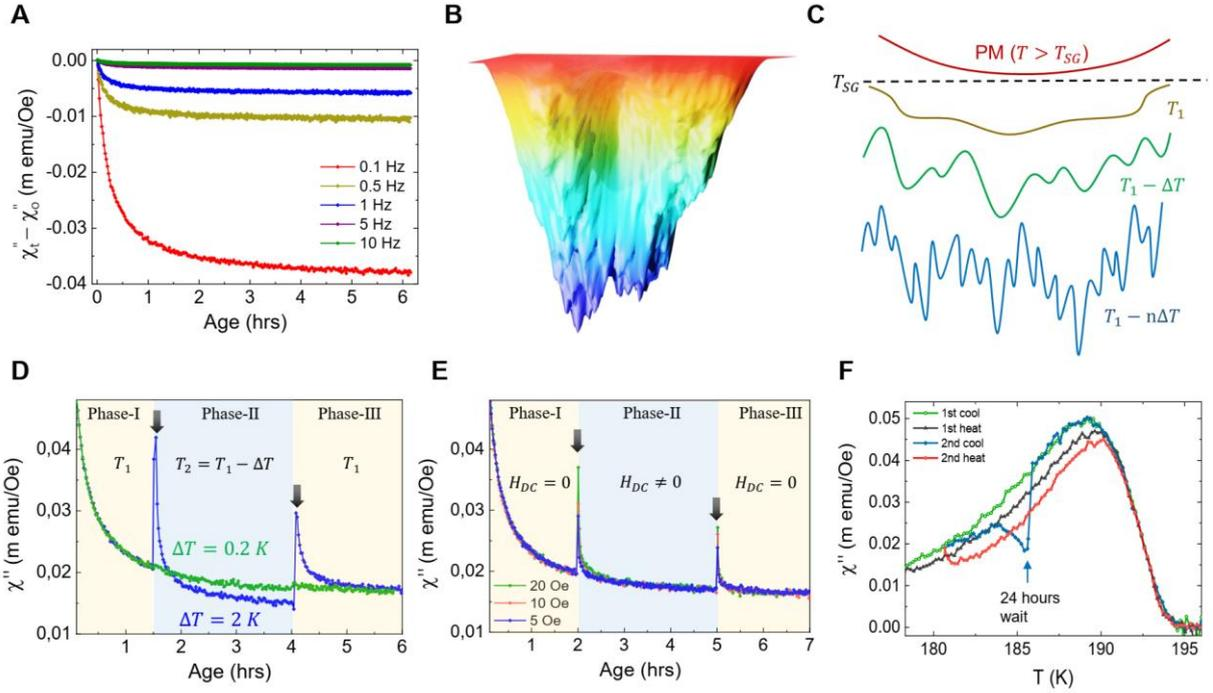 A
χ"t − χ"o (m emu/Oe)
0.00
-0.01
-0.02
-0.03
-0.04
0.1 Hz
0.5 Hz
1 Hz
5 Hz
10 Hz
0 1 2 3 4 5 6
Age (hrs)
B
C
PM (T > TSG)
TSG
T1
T1 − ΔT
T1 − nΔT
D
χ'' (m emu/Oe)
0,04
0,03
0,02
0,01
Phase-I Phase-II Phase-III
T1 T2 = T1 − ΔT T1
ΔT = 0.2 K
ΔT = 2 K
1 2 3 4 5 6
Age (hrs)
E
χ'' (m emu/Oe)
0,04
0,03
0,02
0,01
Phase-I Phase-II Phase-III
HDC = 0 HDC ≠ 0 HDC = 0
20 Oe
10 Oe
5 Oe
1 2 3 4 5 6 7
Age (hrs)
F
χ'' (m emu/Oe)
0.05
0.04
0.03
0.02
0.01
0.00
1st cool
1st heat
2nd cool
2nd heat
24 hours
wait
180 185 190 195
T (K)